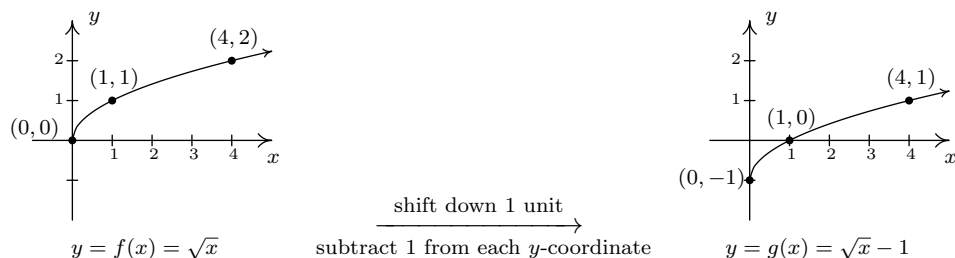 y
(4, 2)
2
(1, 1)
1
(0, 0)
1 2 3 4 x
y = f(x) = √x
shift down 1 unit
subtract 1 from each y-coordinate
y
2
(4, 1)
1
(1, 0)
1 2 3 4 x
(0, −1)
y = g(x) = √x − 1